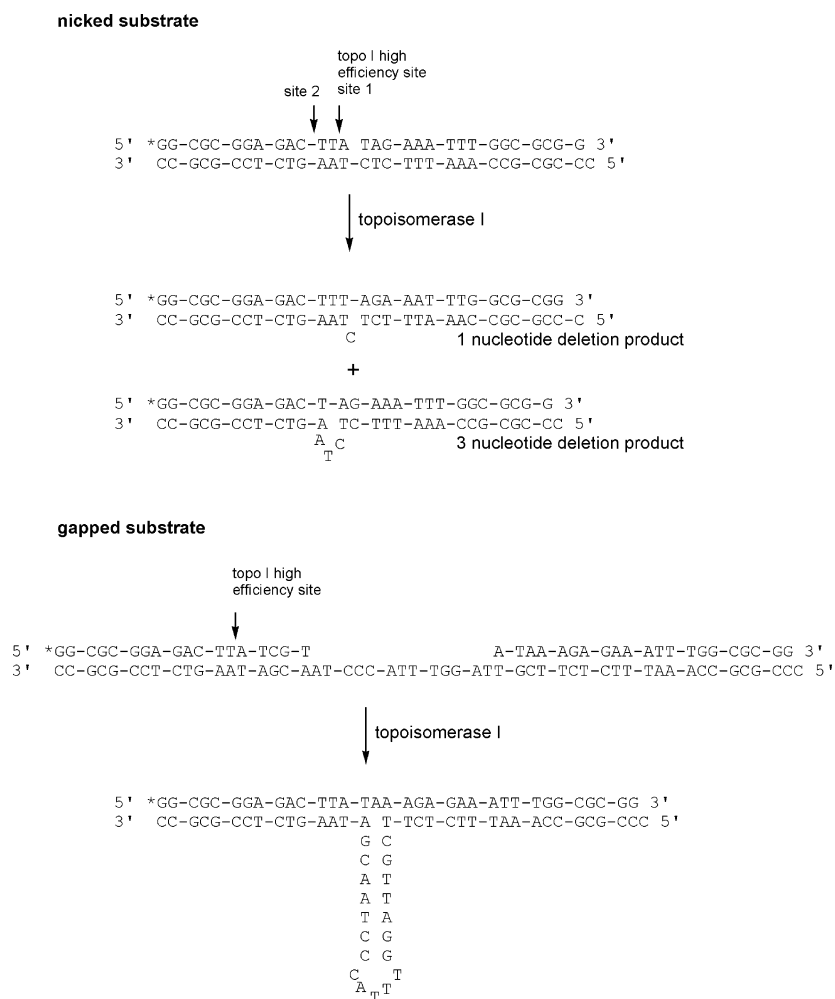 nicked substrate
topo I high
efficiency site
site 2 site 1
5' *GG-CGC-GGA-GAC-TTA TAG-AAA-TTT-GGC-GCG-G 3'
3' CC-GCG-CCT-CTG-AAT-CTC-TTT-AAA-CCG-CGC-CC 5'
topoisomerase I
5' *GG-CGC-GGA-GAC-TTT-AGA-AAT-TTG-GCG-CGG 3'
3' CC-GCG-CCT-CTG-AAT TCT-TTA-AAC-CGC-GCC-C 5'
C 1 nucleotide deletion product
+
5' *GG-CGC-GGA-GAC-T-AG-AAA-TTT-GGC-GCG-G 3'
3' CC-GCG-CCT-CTG-A TC-TTT-AAA-CCG-CGC-CC 5'
A C 3 nucleotide deletion product
T
gapped substrate
topo I high
efficiency site
5' *GG-CGC-GGA-GAC-TTA-TCG-T A-TAA-AGA-GAA-ATT-TGG-CGC-GG 3'
3' CC-GCG-CCT-CTG-AAT-AGC-AAT-CCC-ATT-TGG-ATT-GCT-TCT-CTT-TAA-ACC-GCG-CCC 5'
topoisomerase I
5' *GG-CGC-GGA-GAC-TTA-TAA-AGA-GAA-ATT-TGG-CGC-GG 3'
3' CC-GCG-CCT-CTG-AAT-A T-TCT-CTT-TAA-ACC-GCG-CCC 5'
G C
C G
A T
A T
T A
C G
C G
C T
A T T